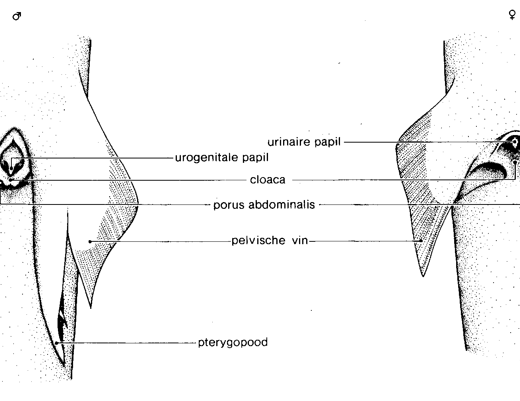 ♂ ♀
urinaire papil
urogenitale papil
cloaca
porus abdominalis
pelvische vin
pterygopood